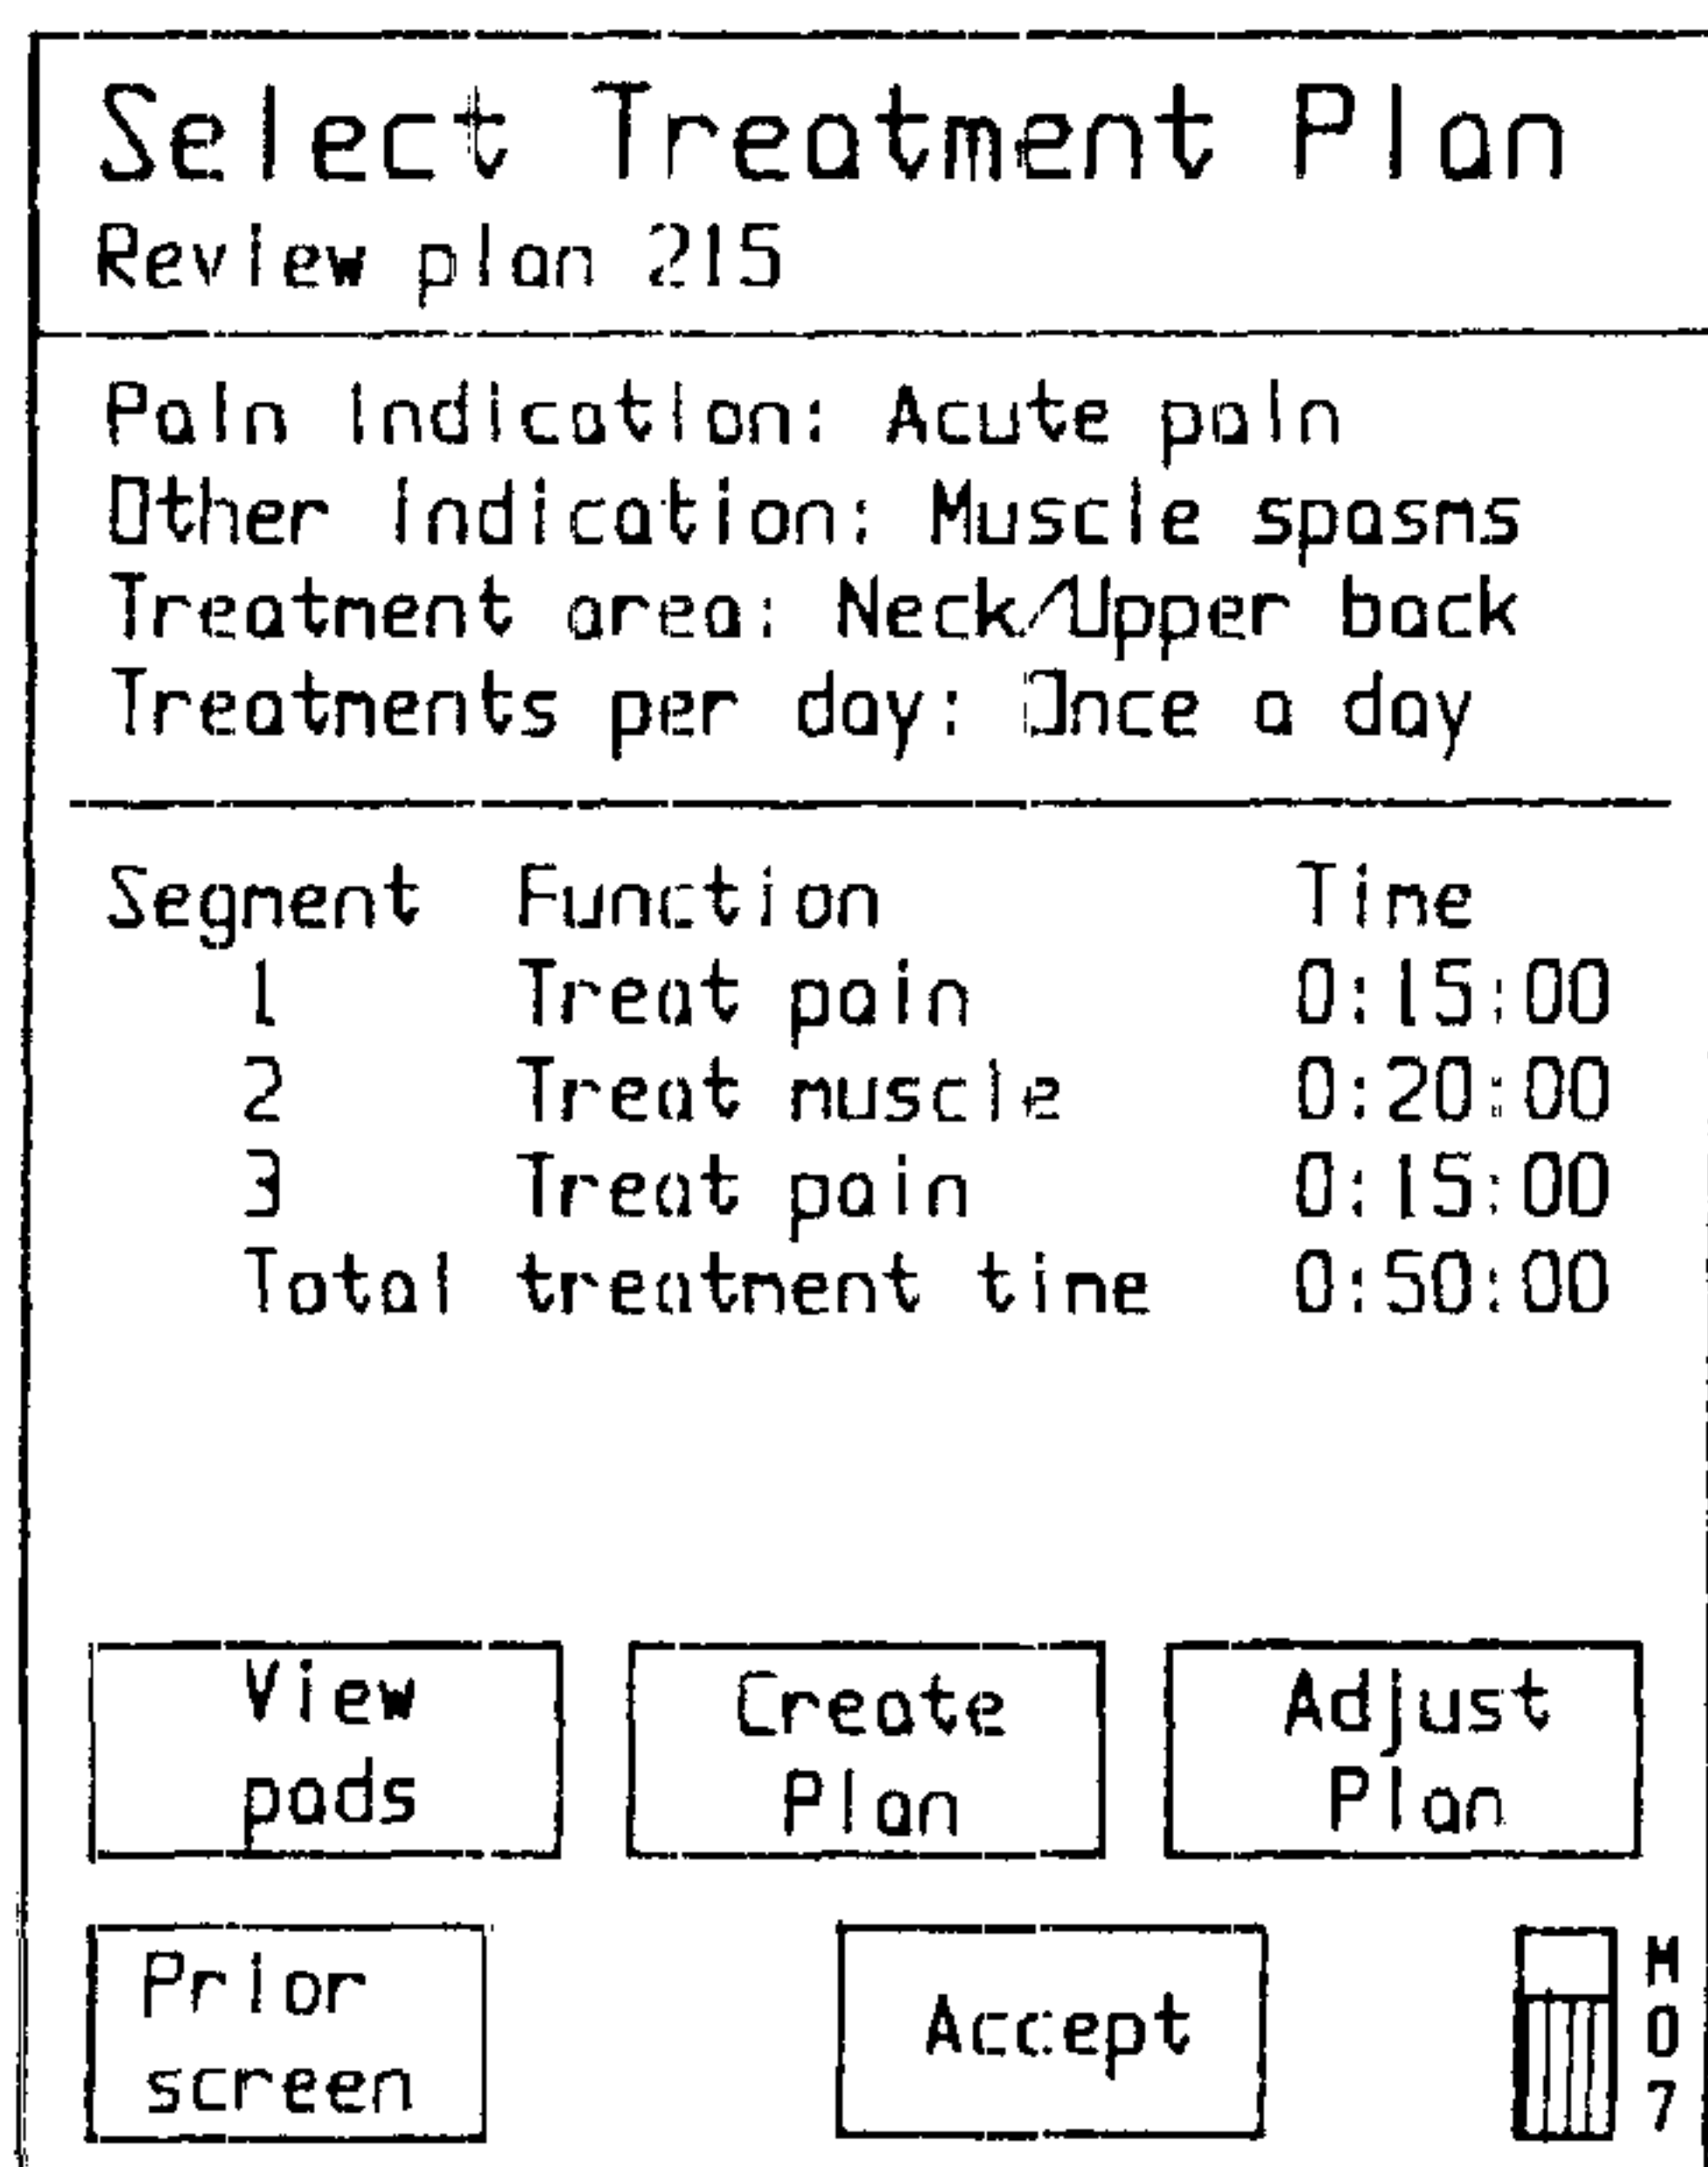 Select Treatment Plan
Review plan 215
Pain indication: Acute pain
Other indication: Muscle spasms
Treatment area: Neck/Upper back
Treatments per day: Once a day
Segment Function Time
1 Treat pain 0:15:00
2 Treat muscle 0:20:00
3 Treat pain 0:15:00
Total treatment time 0:50:00
View pads
Create Plan
Adjust Plan
Prior screen
Accept
M07